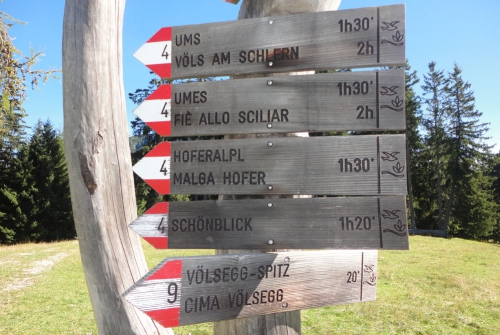 4 UMS 1h30'
VÖLS AM SCHLERN 2h
4 UMES 1h30'
FIÈ ALLO SCILIAR 2h
4 HOFERALPL
MALGA HOFER 1h30'
4 SCHÖNBLICK 1h20'
9 VÖLSEGG-SPITZ 20'
CIMA VÖLSEGG